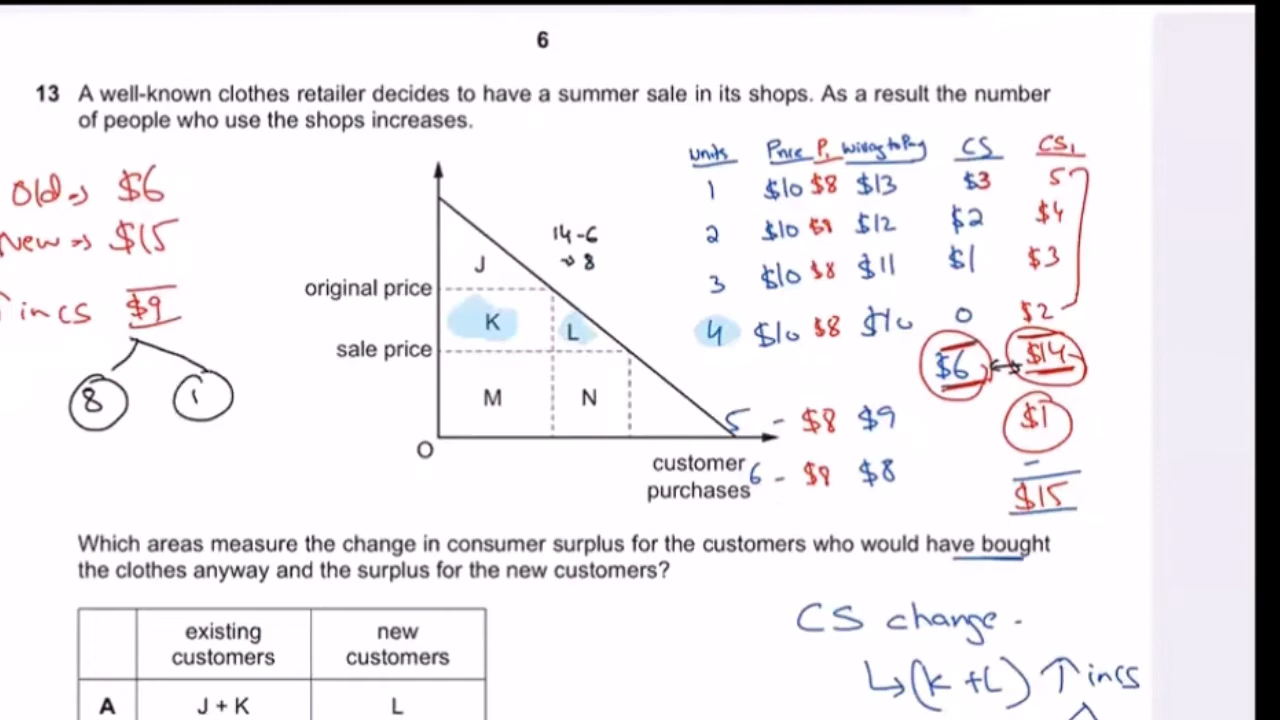 6
13 A well-known clothes retailer decides to have a summer sale in its shops. As a result the number
of people who use the shops increases.
Old → $6
New → $15
↑ in CS $9
8 1
J
14-6
→ 8
original price
K
L
sale price
M
N
O
customer
purchases
Units Price P₁ Willing to Pay CS CS₁
1 $10 $8 $13 $3 5
2 $10 $8 $12 $2 $4
3 $10 $8 $11 $1 $3
4 $10 $8 $10 0 $2
$6 ↔ $14
5 - $8 $9 $1
6 - $8 $8 -
$15
Which areas measure the change in consumer surplus for the customers who would have bought
the clothes anyway and the surplus for the new customers?
existing
customers
new
customers
A J + K L
CS change -
↳ (K + L) ↑ in CS